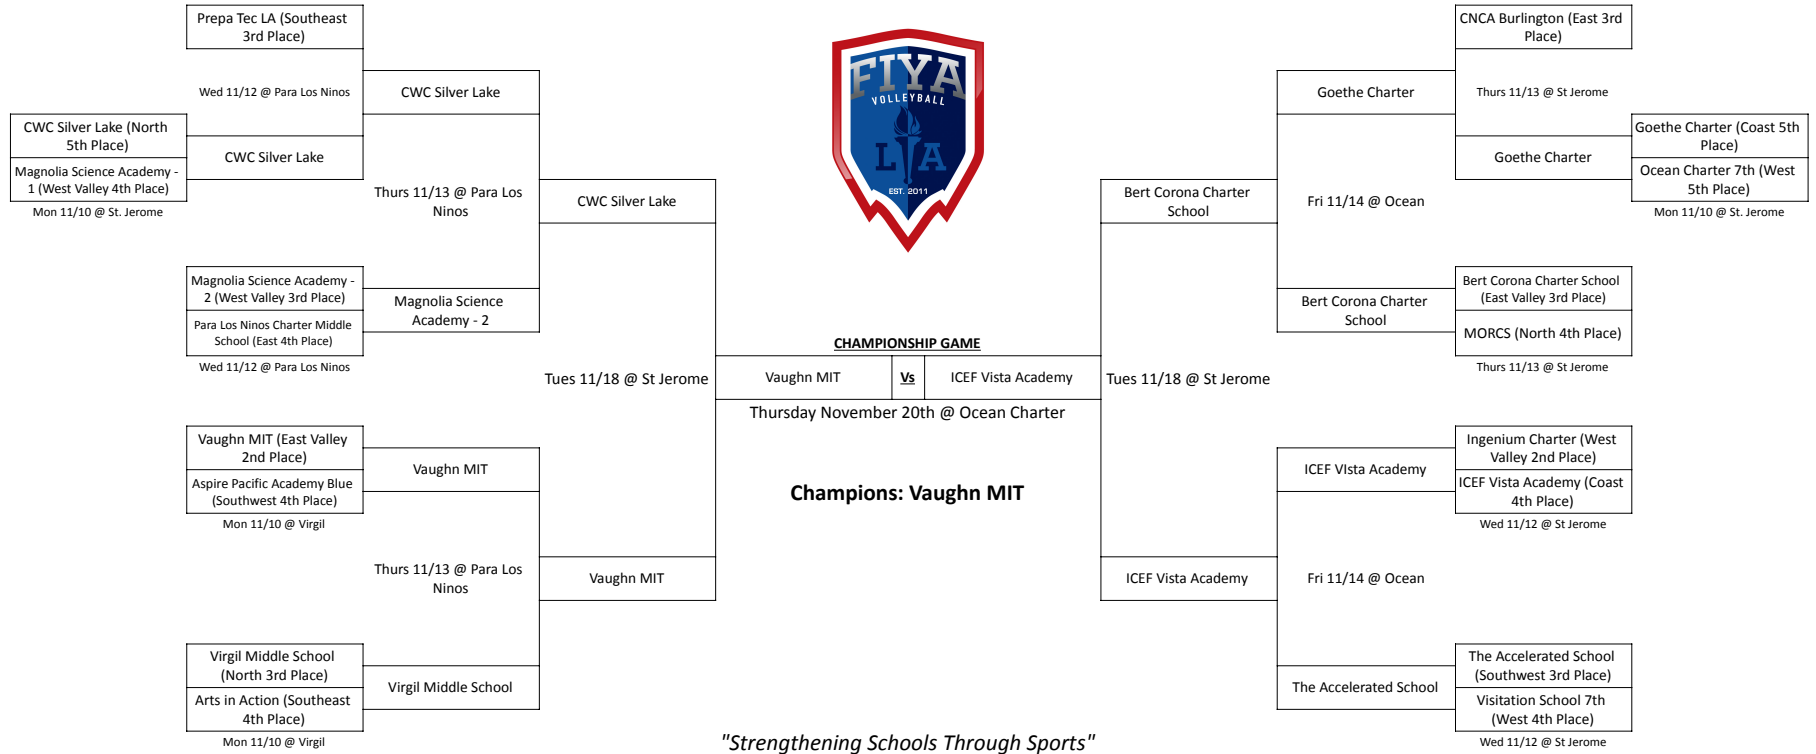 Prepa Tec LA (Southeast
3rd Place)
Wed 11/12 @ Para Los Ninos
CWC Silver Lake
CWC Silver Lake (North
5th Place)
Magnolia Science Academy -
1 (West Valley 4th Place)
Mon 11/10 @ St. Jerome
CWC Silver Lake
Thurs 11/13 @ Para Los
Ninos
CWC Silver Lake
Magnolia Science Academy -
2 (West Valley 3rd Place)
Para Los Ninos Charter Middle
School (East 4th Place)
Wed 11/12 @ Para Los Ninos
Magnolia Science
Academy - 2
Tues 11/18 @ St Jerome
Vaughn MIT (East Valley
2nd Place)
Aspire Pacific Academy Blue
(Southwest 4th Place)
Mon 11/10 @ Virgil
Vaughn MIT
Thurs 11/13 @ Para Los
Ninos
Vaughn MIT
Virgil Middle School
(North 3rd Place)
Arts in Action (Southeast
4th Place)
Mon 11/10 @ Virgil
Virgil Middle School
FIYA
VOLLEYBALL
LA
EST. 2011
CHAMPIONSHIP GAME
Vaughn MIT Vs ICEF Vista Academy
Thursday November 20th @ Ocean Charter
Champions: Vaughn MIT
"Strengthening Schools Through Sports"
CNCA Burlington (East 3rd
Place)
Thurs 11/13 @ St Jerome
Goethe Charter
Goethe Charter (Coast 5th
Place)
Ocean Charter 7th (West
5th Place)
Mon 11/10 @ St. Jerome
Goethe Charter
Fri 11/14 @ Ocean
Bert Corona Charter
School
Bert Corona Charter School
(East Valley 3rd Place)
MORCS (North 4th Place)
Thurs 11/13 @ St Jerome
Bert Corona Charter
School
Tues 11/18 @ St Jerome
Ingenium Charter (West
Valley 2nd Place)
ICEF Vista Academy (Coast
4th Place)
Wed 11/12 @ St Jerome
ICEF VIsta Academy
Fri 11/14 @ Ocean
ICEF Vista Academy
The Accelerated School
(Southwest 3rd Place)
Visitation School 7th
(West 4th Place)
Wed 11/12 @ St Jerome
The Accelerated School